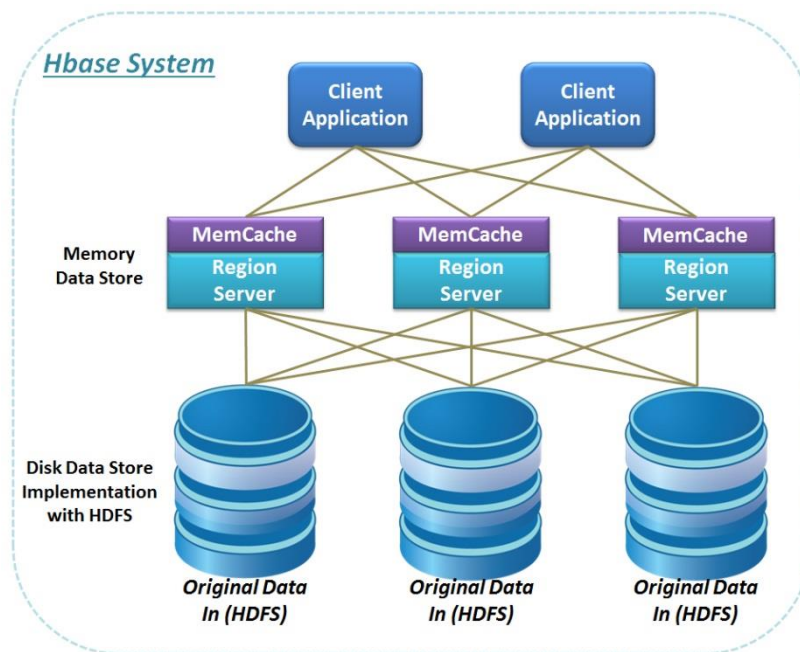 Hbase System
Client
Application
Client
Application
MemCache
MemCache
MemCache
Memory
Data Store
Region
Server
Region
Server
Region
Server
Disk Data Store
Implementation
with HDFS
Original Data
In (HDFS)
Original Data
In (HDFS)
Original Data
In (HDFS)